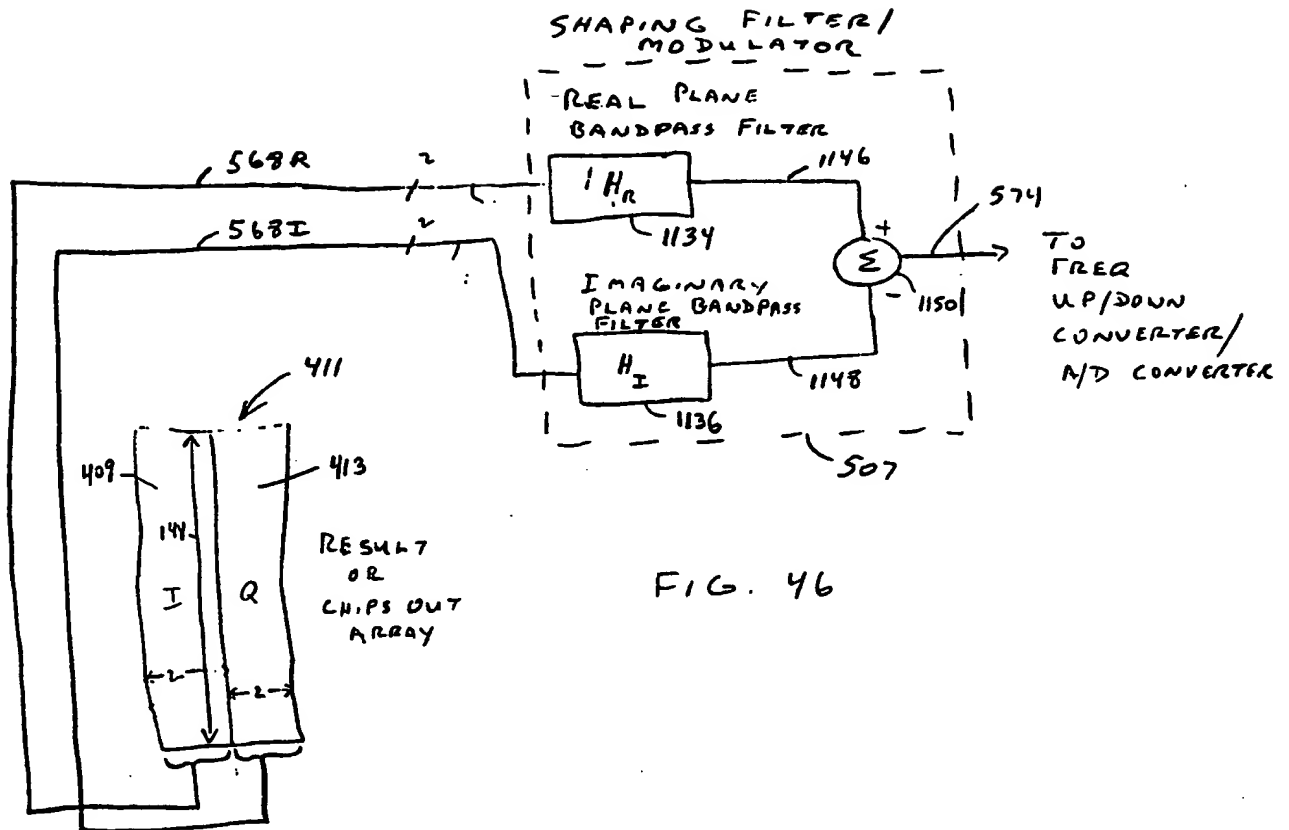 SHAPING FILTER/
MODULATOR
REAL PLANE
BANDPASS FILTER
568R
2
HR
1146
1134
574
568I
2
+
Σ
-
1150
TO
FREQ
UP/DOWN
CONVERTER/
A/D CONVERTER
IMAGINARY
PLANE BANDPASS
FILTER
HI
1148
1136
507
411
409
413
144
I
Q
RESULT
OR
CHIPS OUT
ARRAY
2
2
FIG. 46